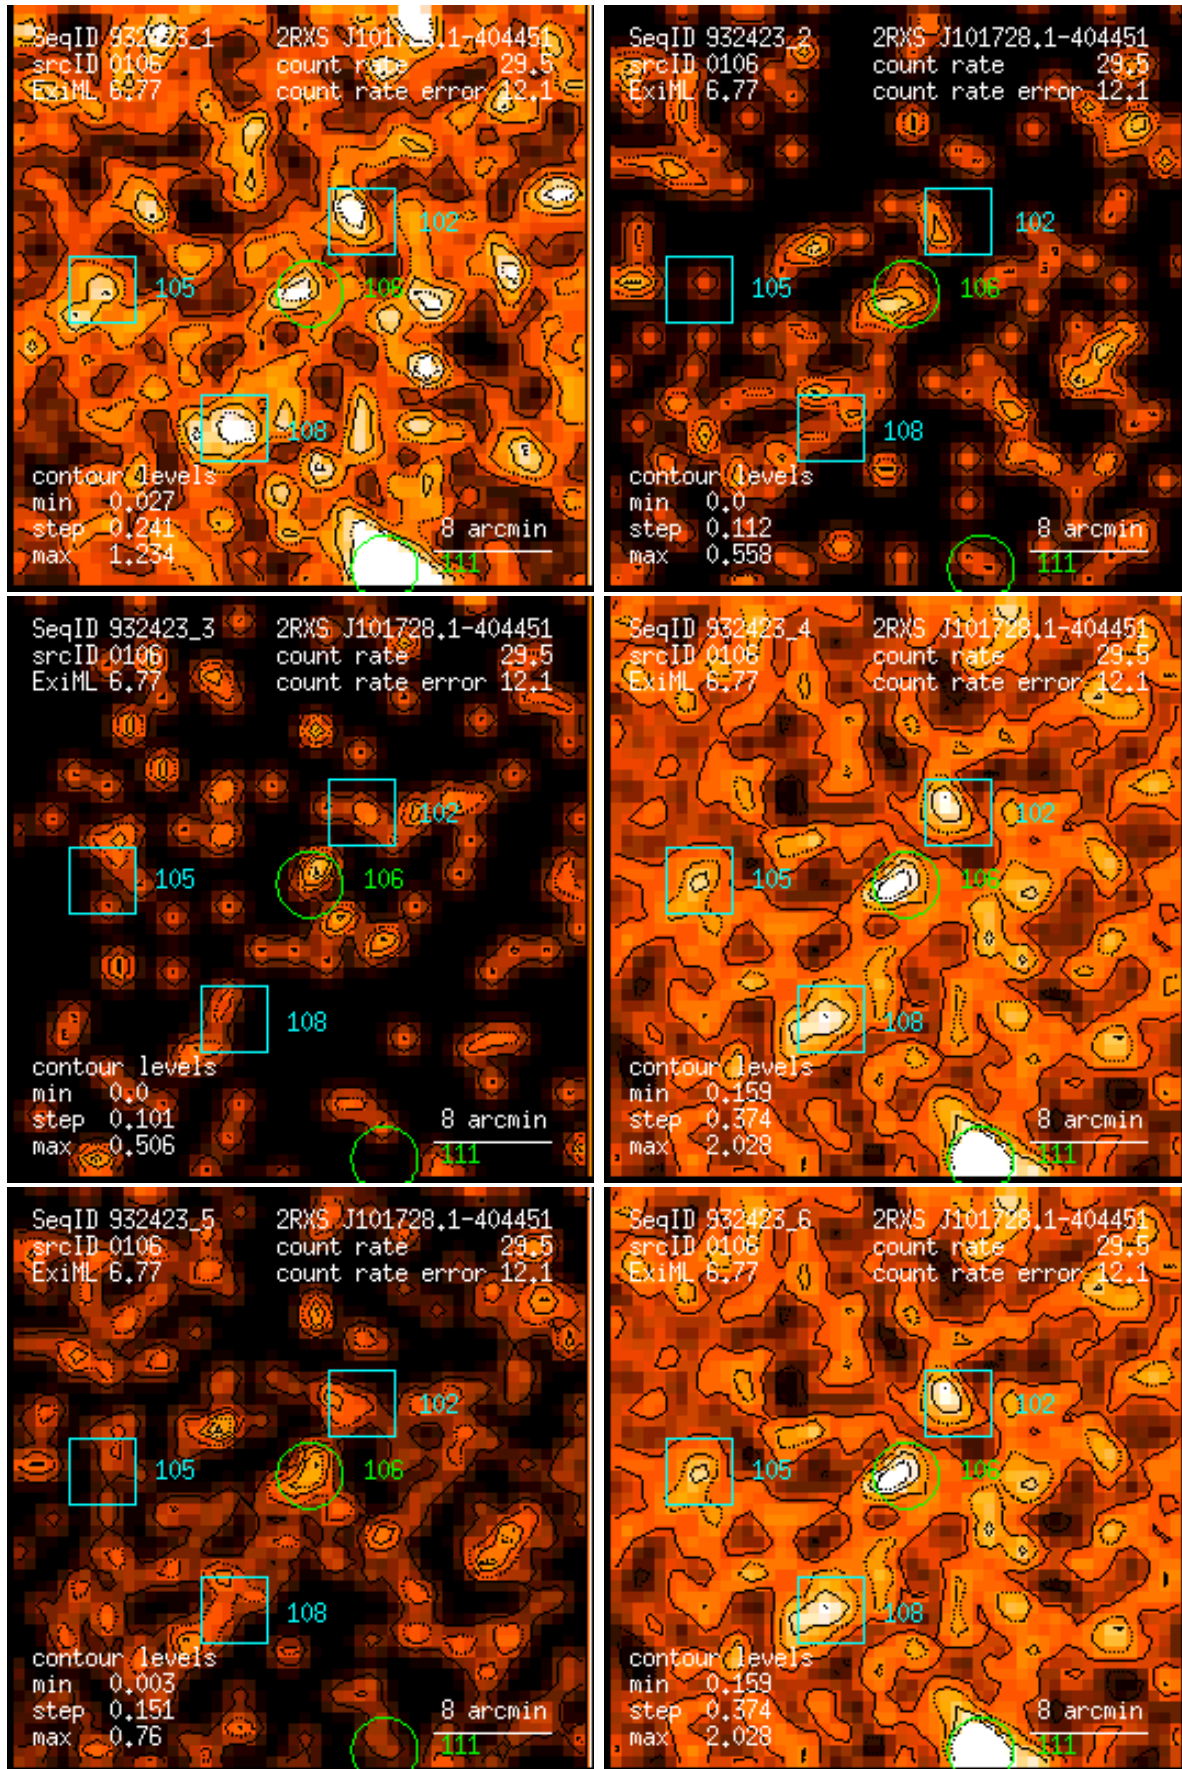 SeqID 932423_1 2RXS J101728.1-404451
srcID 0106 count rate 29.5
ExiML 6.77 count rate error 12.1
102
105 106
108
contour levels
min 0.027
step 0.241 8 arcmin
max 1.234 111
SeqID 932423_2 2RXS J101728.1-404451
srcID 0106 count rate 29.5
ExiML 6.77 count rate error 12.1
102
105 106
108
contour levels
min 0.0
step 0.112 8 arcmin
max 0.558 111
SeqID 932423_3 2RXS J101728.1-404451
srcID 0106 count rate 29.5
ExiML 6.77 count rate error 12.1
102
105 106
108
contour levels
min 0.0
step 0.101 8 arcmin
max 0.506 111
SeqID 932423_4 2RXS J101728.1-404451
srcID 0106 count rate 29.5
ExiML 6.77 count rate error 12.1
102
105 106
108
contour levels
min 0.159
step 0.374 8 arcmin
max 2.028 111
SeqID 932423_5 2RXS J101728.1-404451
srcID 0106 count rate 29.5
ExiML 6.77 count rate error 12.1
102
105 106
108
contour levels
min 0.003
step 0.151 8 arcmin
max 0.76 111
SeqID 932423_6 2RXS J101728.1-404451
srcID 0106 count rate 29.5
ExiML 6.77 count rate error 12.1
102
105 106
108
contour levels
min 0.159
step 0.374 8 arcmin
max 2.028 111